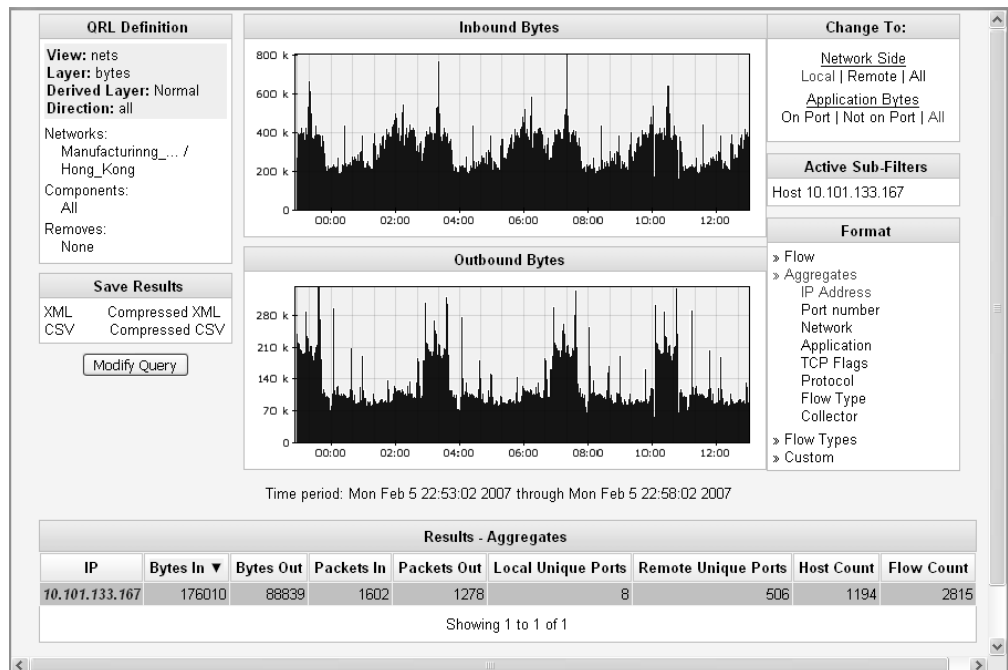 QRL Definition
View: nets
Layer: bytes
Derived Layer: Normal
Direction: all
Networks:
Manufacturinng_... /
Hong_Kong
Components:
All
Removes:
None
Save Results
XML Compressed XML
CSV Compressed CSV
Modify Query
Inbound Bytes
800 k
600 k
400 k
200 k
0
00:00 02:00 04:00 06:00 08:00 10:00 12:00
Outbound Bytes
280 k
210 k
140 k
70 k
0
00:00 02:00 04:00 06:00 08:00 10:00 12:00
Change To:
Network Side
Local | Remote | All
Application Bytes
On Port | Not on Port | All
Active Sub-Filters
Host 10.101.133.167
Format
» Flow
» Aggregates
IP Address
Port number
Network
Application
TCP Flags
Protocol
Flow Type
Collector
» Flow Types
» Custom
Time period: Mon Feb 5 22:53:02 2007 through Mon Feb 5 22:58:02 2007
Results - Aggregates
IP Bytes In ▼ Bytes Out Packets In Packets Out Local Unique Ports Remote Unique Ports Host Count Flow Count
10.101.133.167 176010 88839 1602 1278 8 506 1194 2815
Showing 1 to 1 of 1